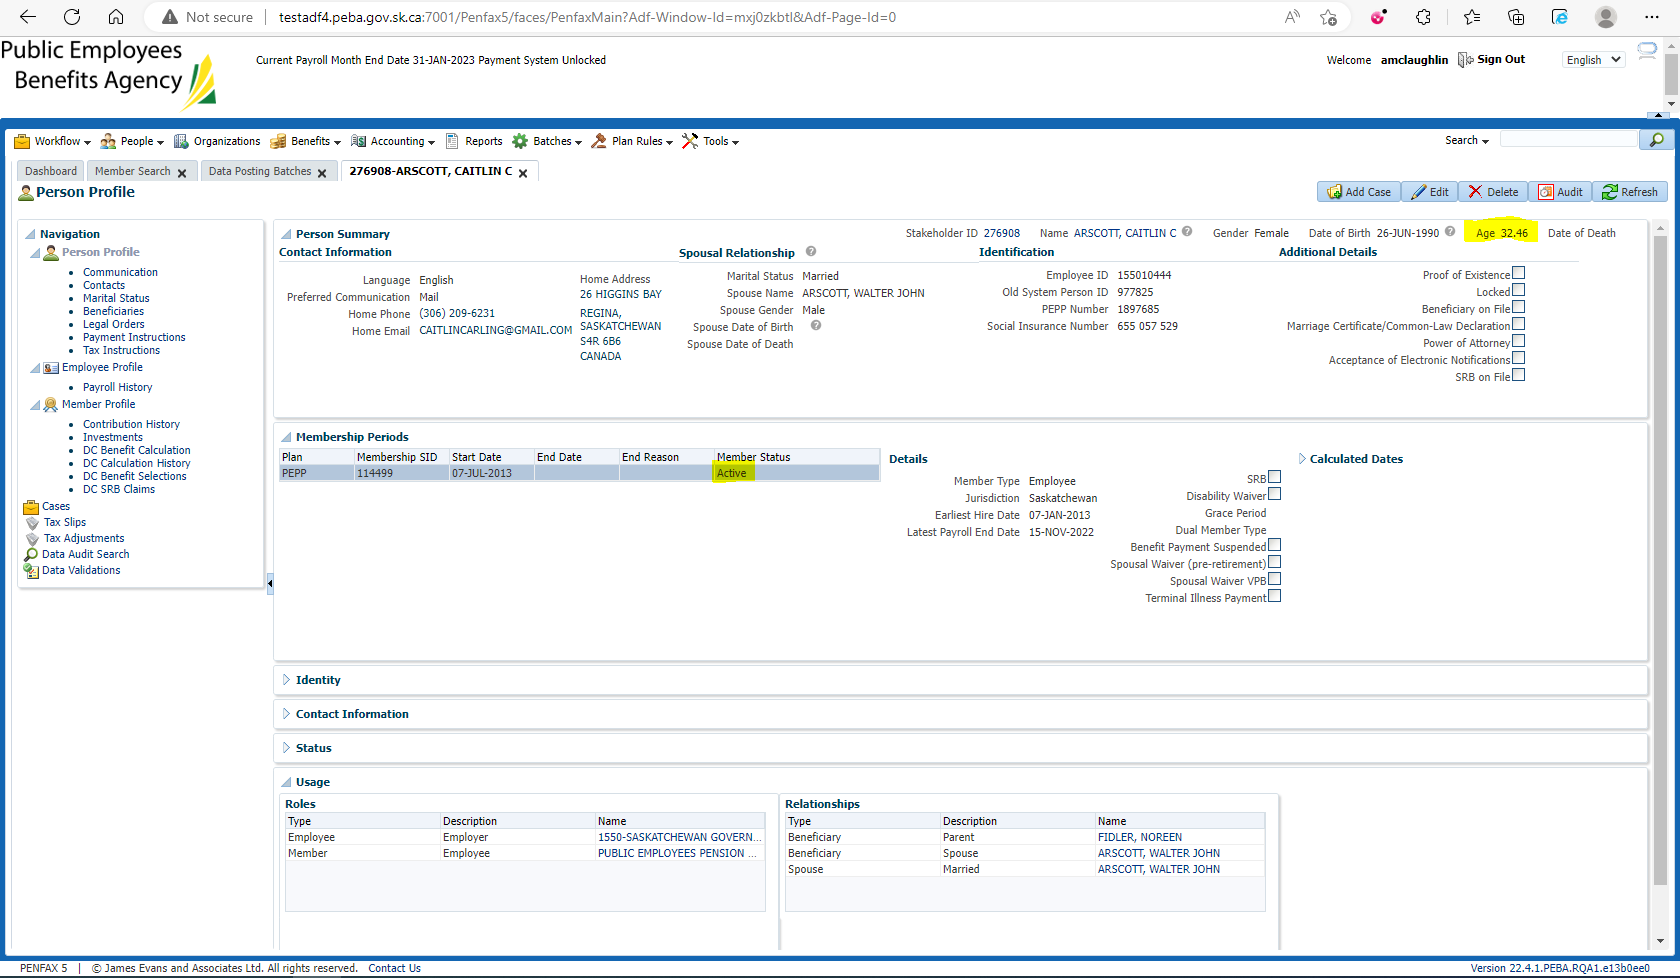 Not secure
testadf4.peba.gov.sk.ca:7001/Penfax5/faces/PenfaxMain?Adf-Window-Id=mxj0zkbtl&Adf-Page-Id=0
Public Employees
Benefits Agency
Current Payroll Month End Date 31-JAN-2023 Payment System Unlocked
Welcome amclaughlin Sign Out English
Workflow People Organizations Benefits Accounting Reports Batches Plan Rules Tools Search
Dashboard Member Search Data Posting Batches 276908-ARSCOTT, CAITLIN C
Person Profile
Add Case Edit Delete Audit Refresh
Navigation
Person Profile
Communication
Contacts
Marital Status
Beneficiaries
Legal Orders
Payment Instructions
Tax Instructions
Employee Profile
Payroll History
Member Profile
Contribution History
Investments
DC Benefit Calculation
DC Calculation History
DC Benefit Selections
DC SRB Claims
Cases
Tax Slips
Tax Adjustments
Data Audit Search
Data Validations
Person Summary
Stakeholder ID 276908 Name ARSCOTT, CAITLIN C Gender Female Date of Birth 26-JUN-1990 Age 32.46 Date of Death
Contact Information
Language English
Preferred Communication Mail
Home Phone (306) 209-6231
Home Email CAITLINCARLING@GMAIL.COM
Home Address
26 HIGGINS BAY
REGINA,
SASKATCHEWAN
S4R 6B6
CANADA
Spousal Relationship
Marital Status Married
Spouse Name ARSCOTT, WALTER JOHN
Spouse Gender Male
Spouse Date of Birth
Spouse Date of Death
Identification
Employee ID 155010444
Old System Person ID 977825
PEPP Number 1897685
Social Insurance Number 655 057 529
Additional Details
Proof of Existence
Locked
Beneficiary on File
Marriage Certificate/Common-Law Declaration
Power of Attorney
Acceptance of Electronic Notifications
SRB on File
Membership Periods
Plan Membership SID Start Date End Date End Reason Member Status
PEPP 114499 07-JUL-2013 Active
Details
Member Type Employee
Jurisdiction Saskatchewan
Earliest Hire Date 07-JAN-2013
Latest Payroll End Date 15-NOV-2022
SRB
Disability Waiver
Grace Period
Dual Member Type
Benefit Payment Suspended
Spousal Waiver (pre-retirement)
Spousal Waiver VPB
Terminal Illness Payment
Calculated Dates
Identity
Contact Information
Status
Usage
Roles
Type Description Name
Employee Employer 1550-SASKATCHEWAN GOVERN...
Member Employee PUBLIC EMPLOYEES PENSION ...
Relationships
Type Description Name
Beneficiary Parent FIDLER, NOREEN
Beneficiary Spouse ARSCOTT, WALTER JOHN
Spouse Married ARSCOTT, WALTER JOHN
PENFAX 5 | © James Evans and Associates Ltd. All rights reserved. Contact Us
Version 22.4.1.PEBA.RQA1.e13b0ee0